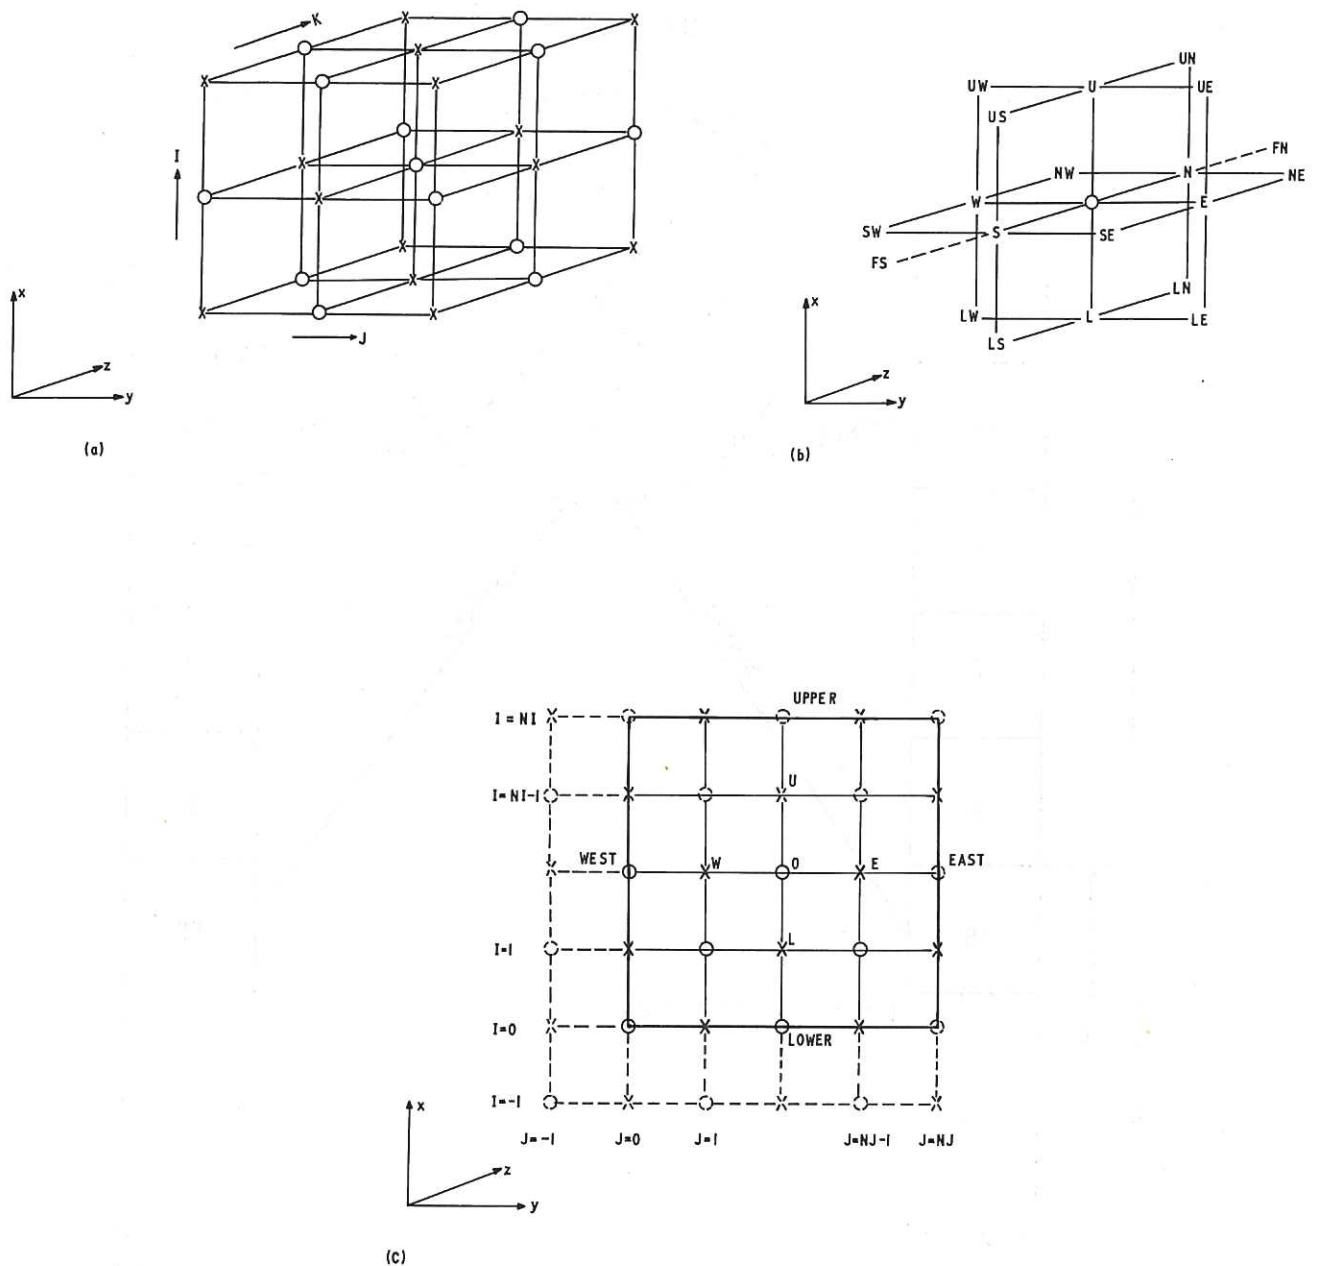 K
I
J
x
z
y
(a)
UN
UW U UE
US
FN
NW N NE
W E
SW S SE
FS
LN
LW L LE
LS
x
z
y
(b)
UPPER
I=NI
U
I=NI-1
WEST W O E EAST
L
I=1
I=0
LOWER
I=-1
J=-1 J=0 J=1 J=NJ-1 J=NJ
x
z
y
(c)